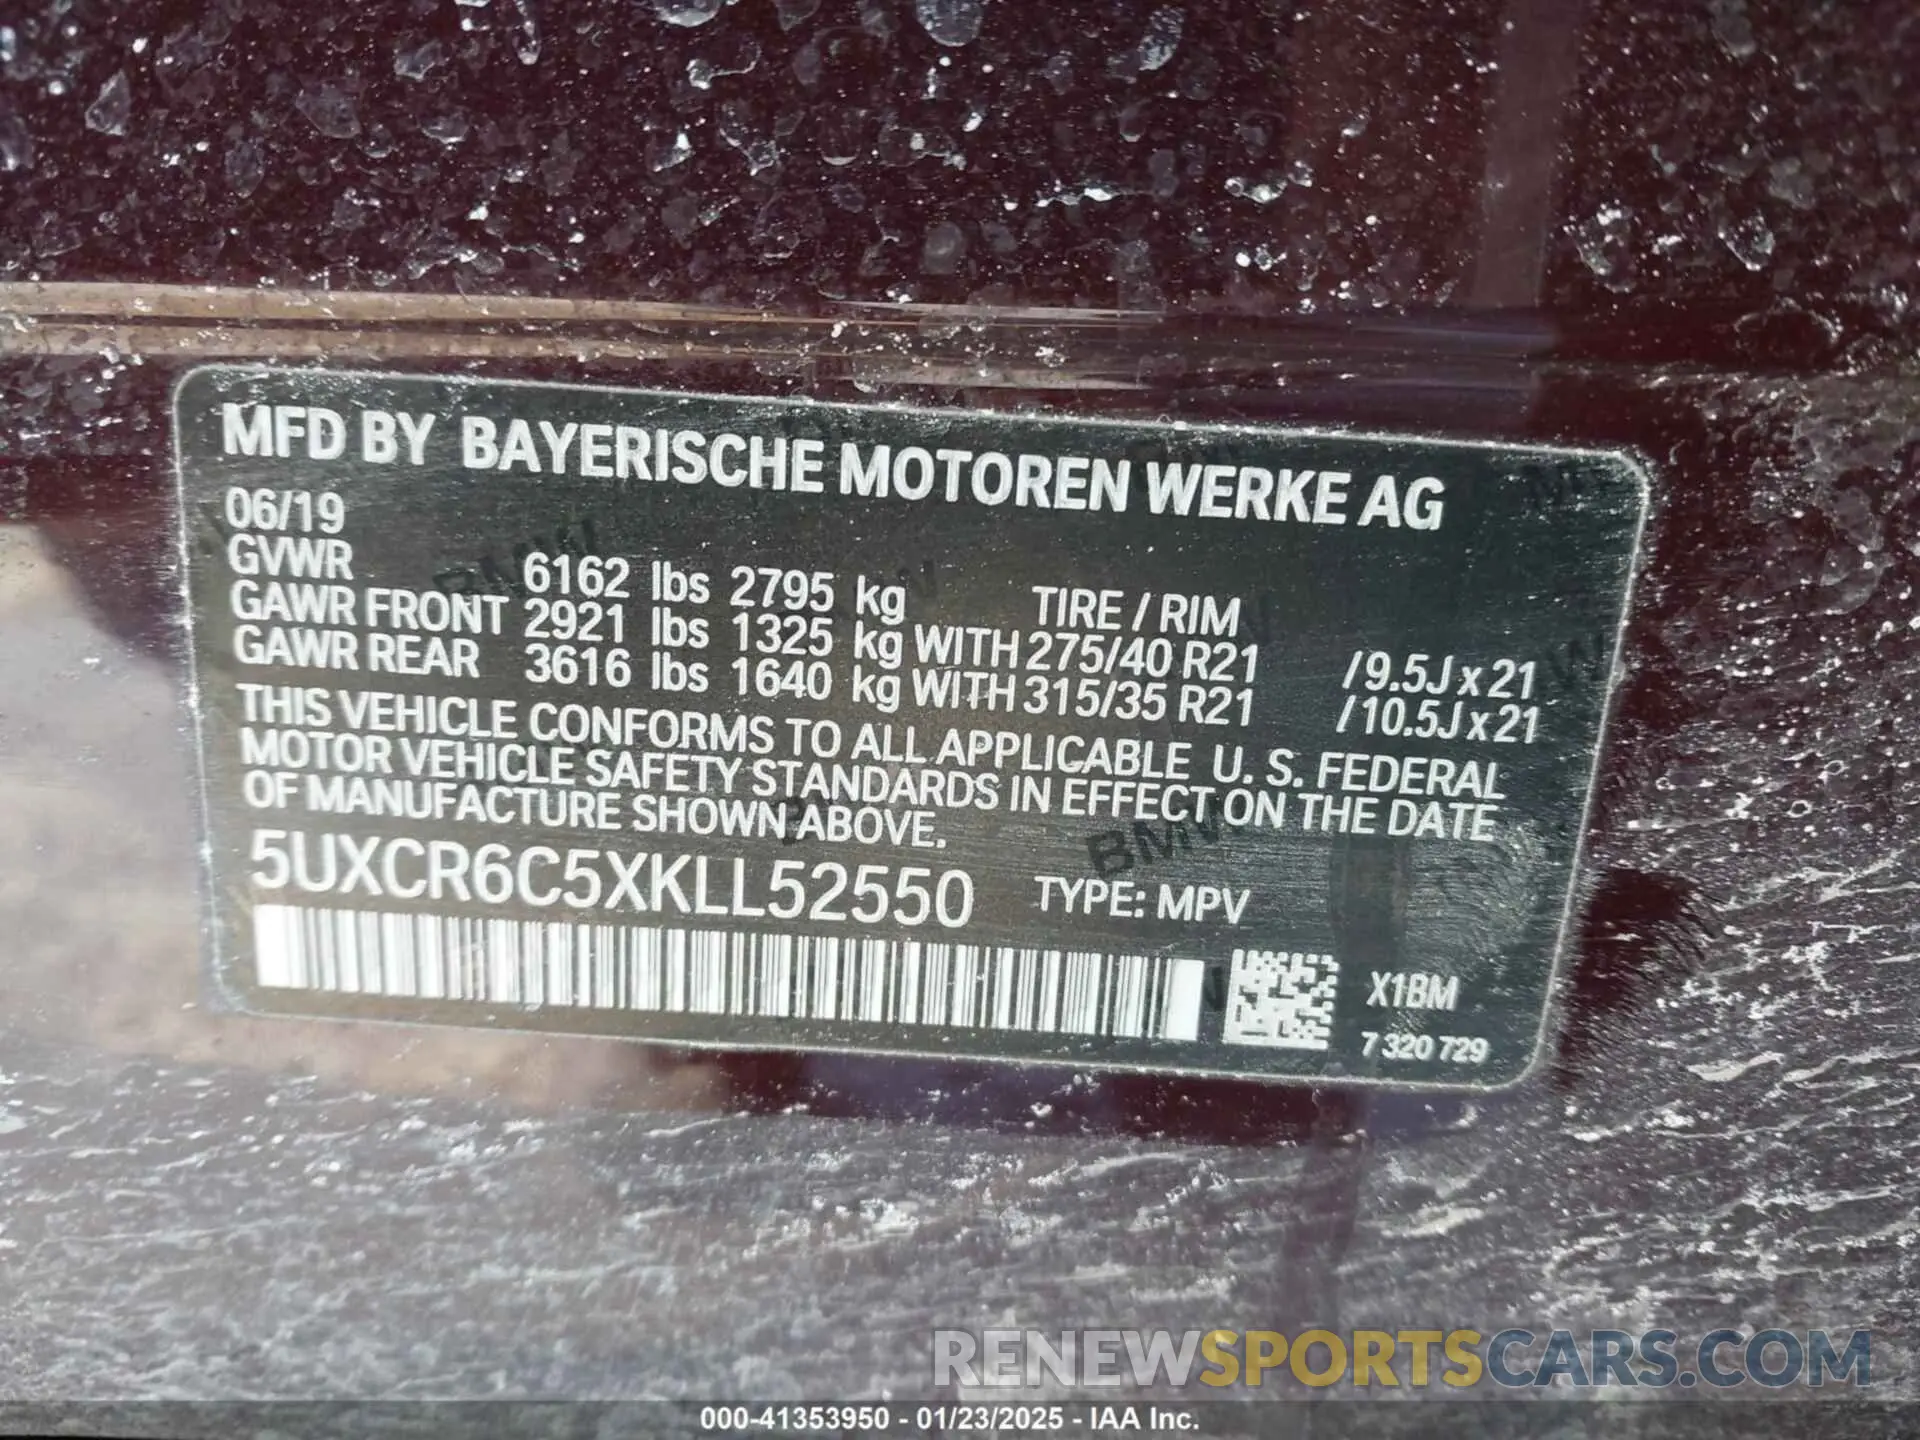 MFD BY BAYERISCHE MOTOREN WERKE AG
06/19
GVWR 6162 lbs 2795 kg TIRE / RIM
GAWR FRONT 2921 lbs 1325 kg WITH 275/40 R21 / 9.5J x 21
GAWR REAR 3616 lbs 1640 kg WITH 315/35 R21 / 10.5J x 21
THIS VEHICLE CONFORMS TO ALL APPLICABLE U. S. FEDERAL
MOTOR VEHICLE SAFETY STANDARDS IN EFFECT ON THE DATE
OF MANUFACTURE SHOWN ABOVE.
5UXCR6C5XKLL52550 TYPE: MPV
X1BM
7 320 729
RENEWSPORTSCARS.COM
000-41353950 - 01/23/2025 - IAA Inc.